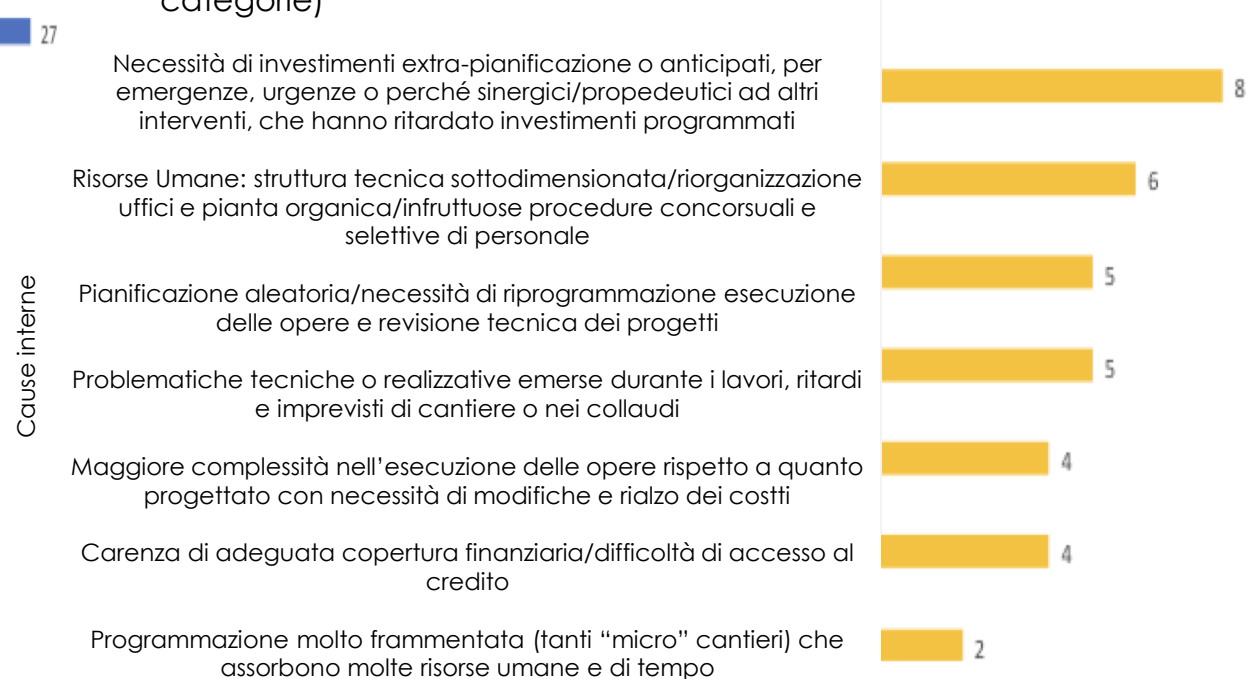 categorie)
27
Necessità di investimenti extra-pianificazione o anticipati, per
emergenze, urgenze o perché sinergici/propedeutici ad altri
interventi, che hanno ritardato investimenti programmati
8
Risorse Umane: struttura tecnica sottodimensionata/riorganizzazione
uffici e pianta organica/infruttuose procedure concorsuali e
selettive di personale
6
Cause interne
Pianificazione aleatoria/necessità di riprogrammazione esecuzione
delle opere e revisione tecnica dei progetti
5
Problematiche tecniche o realizzative emerse durante i lavori, ritardi
e imprevisti di cantiere o nei collaudi
5
Maggiore complessità nell’esecuzione delle opere rispetto a quanto
progettato con necessità di modifiche e rialzo dei costti
4
Carenza di adeguata copertura finanziaria/difficoltà di accesso al
credito
4
Programmazione molto frammentata (tanti “micro” cantieri) che
assorbono molte risorse umane e di tempo
2